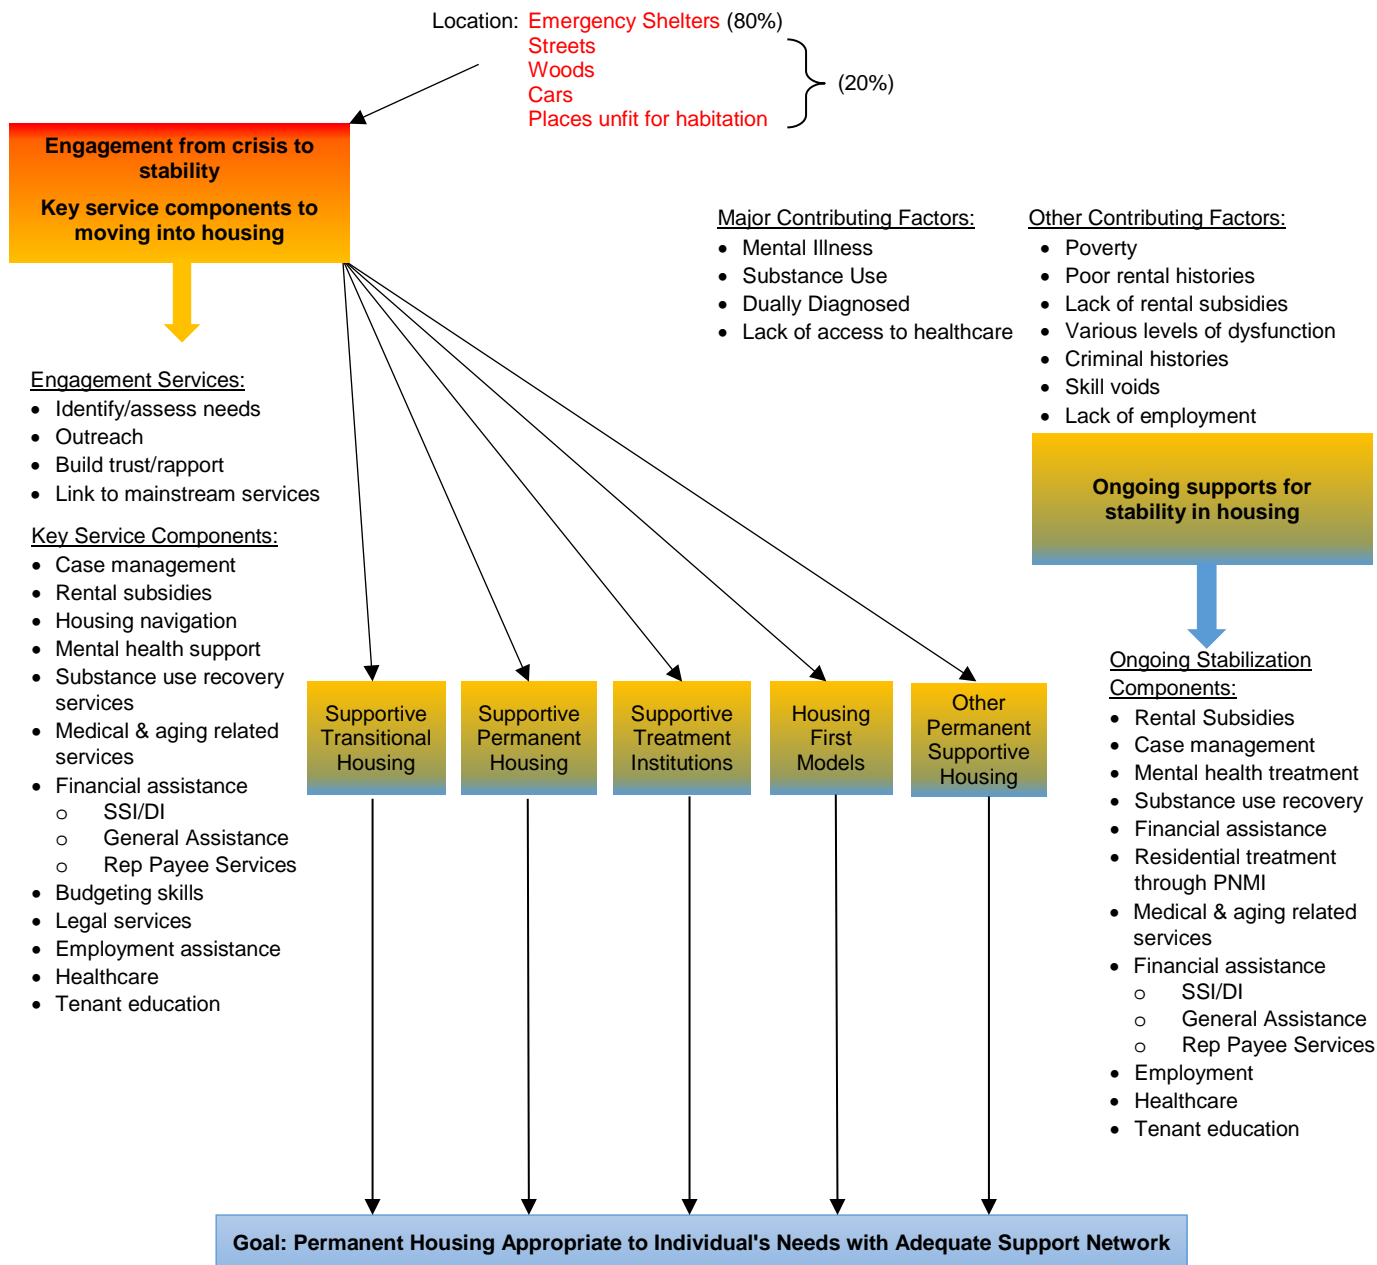 Location: Emergency Shelters (80%)
Streets
Woods
Cars
Places unfit for habitation
(20%)
Engagement from crisis to
stability
Key service components to
moving into housing
Major Contributing Factors:
• Mental Illness
• Substance Use
• Dually Diagnosed
• Lack of access to healthcare
Other Contributing Factors:
• Poverty
• Poor rental histories
• Lack of rental subsidies
• Various levels of dysfunction
• Criminal histories
• Skill voids
• Lack of employment
Engagement Services:
• Identify/assess needs
• Outreach
• Build trust/rapport
• Link to mainstream services
Key Service Components:
• Case management
• Rental subsidies
• Housing navigation
• Mental health support
• Substance use recovery
services
• Medical & aging related
services
• Financial assistance
o SSI/DI
o General Assistance
o Rep Payee Services
• Budgeting skills
• Legal services
• Employment assistance
• Healthcare
• Tenant education
Supportive
Transitional
Housing
Supportive
Permanent
Housing
Supportive
Treatment
Institutions
Housing
First
Models
Other
Permanent
Supportive
Housing
Ongoing supports for
stability in housing
Ongoing Stabilization
Components:
• Rental Subsidies
• Case management
• Mental health treatment
• Substance use recovery
• Financial assistance
• Residential treatment
through PNMI
• Medical & aging related
services
• Financial assistance
o SSI/DI
o General Assistance
o Rep Payee Services
• Employment
• Healthcare
• Tenant education
Goal: Permanent Housing Appropriate to Individual's Needs with Adequate Support Network